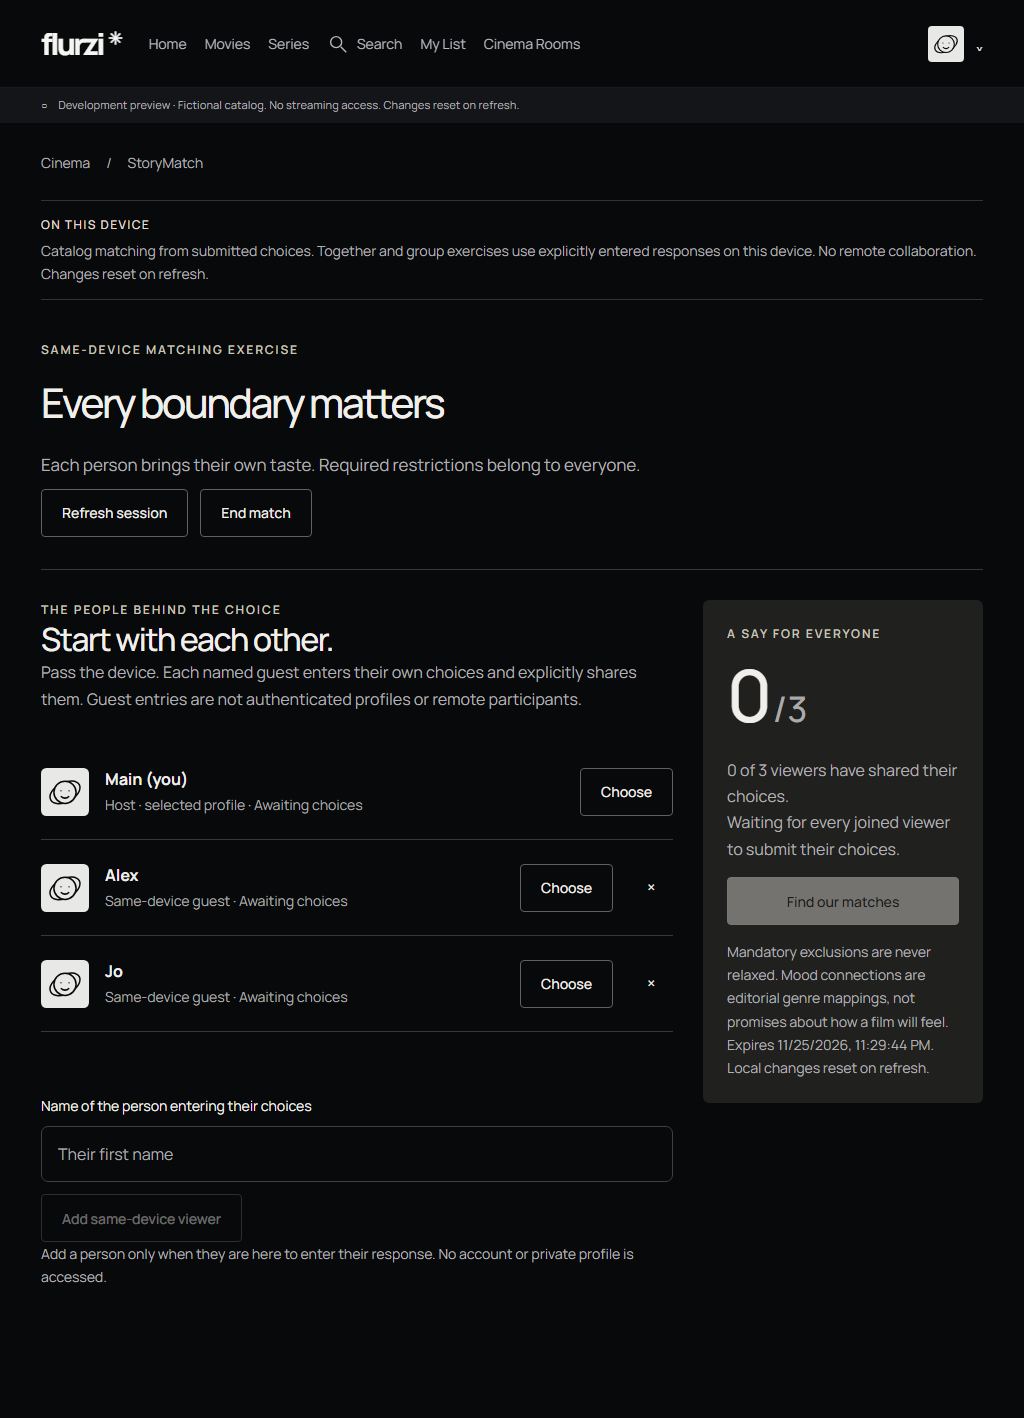 flurzi*
Home Movies Series Search My List Cinema Rooms
Development preview · Fictional catalog. No streaming access. Changes reset on refresh.
Cinema / StoryMatch
ON THIS DEVICE
Catalog matching from submitted choices. Together and group exercises use explicitly entered responses on this device. No remote collaboration.
Changes reset on refresh.
SAME-DEVICE MATCHING EXERCISE
Every boundary matters
Each person brings their own taste. Required restrictions belong to everyone.
Refresh session End match
THE PEOPLE BEHIND THE CHOICE
Start with each other.
Pass the device. Each named guest enters their own choices and explicitly shares
them. Guest entries are not authenticated profiles or remote participants.
Main (you)
Host · selected profile · Awaiting choices
Choose
Alex
Same-device guest · Awaiting choices
Choose ×
Jo
Same-device guest · Awaiting choices
Choose ×
Name of the person entering their choices
Their first name
Add same-device viewer
Add a person only when they are here to enter their response. No account or private profile is
accessed.
A SAY FOR EVERYONE
0/3
0 of 3 viewers have shared their
choices.
Waiting for every joined viewer
to submit their choices.
Find our matches
Mandatory exclusions are never
relaxed. Mood connections are
editorial genre mappings, not
promises about how a film will feel.
Expires 11/25/2026, 11:29:44 PM.
Local changes reset on refresh.